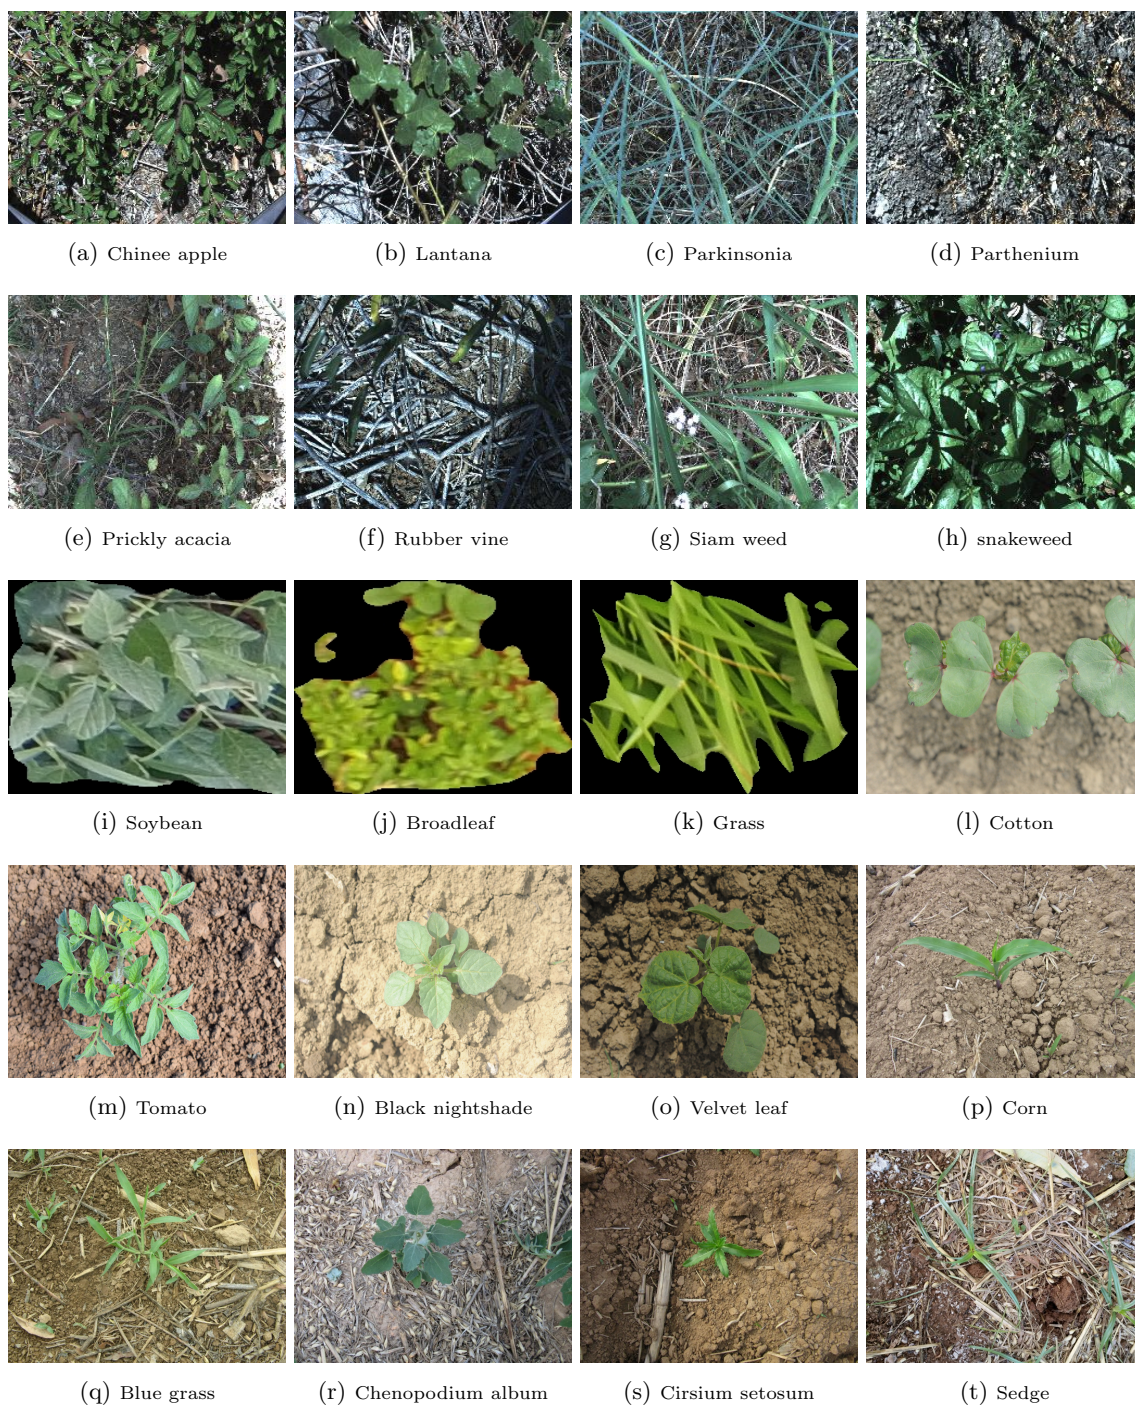 (a) Chinee apple
(b) Lantana
(c) Parkinsonia
(d) Parthenium
(e) Prickly acacia
(f) Rubber vine
(g) Siam weed
(h) snakeweed
(i) Soybean
(j) Broadleaf
(k) Grass
(l) Cotton
(m) Tomato
(n) Black nightshade
(o) Velvet leaf
(p) Corn
(q) Blue grass
(r) Chenopodium album
(s) Cirsium setosum
(t) Sedge